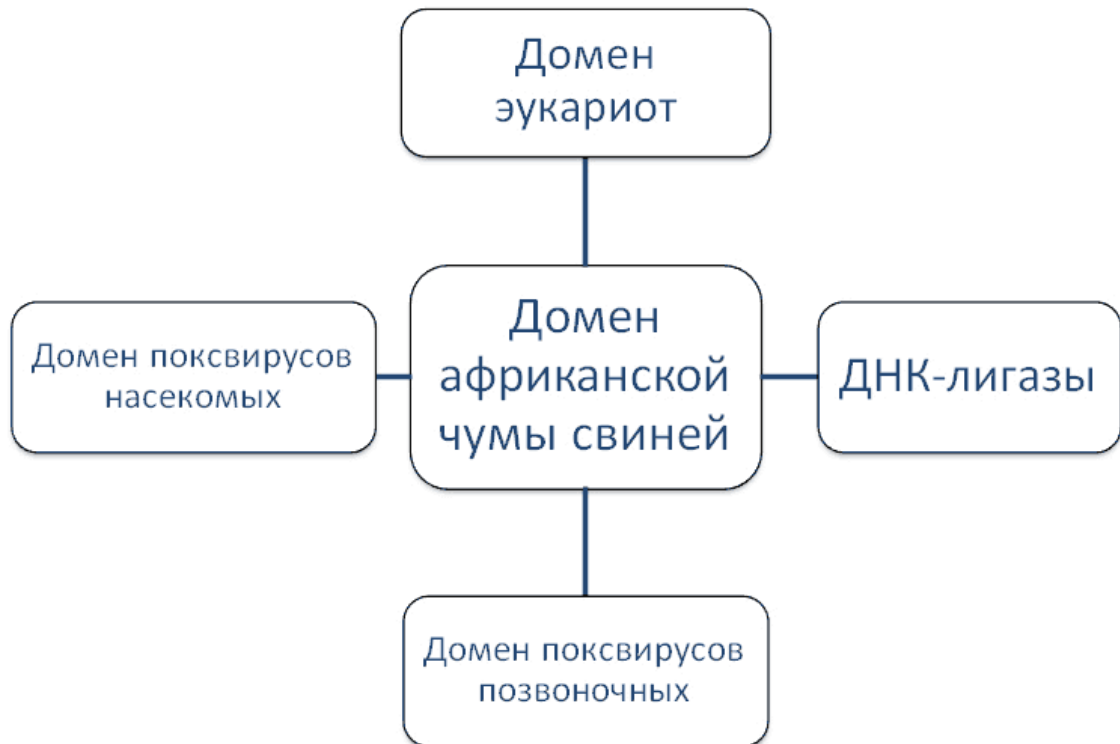 Домен
эукариот
Домен поксвирусов
насекомых
Домен
африканской
чумы свиней
ДНК-лигазы
Домен поксвирусов
позвоночных